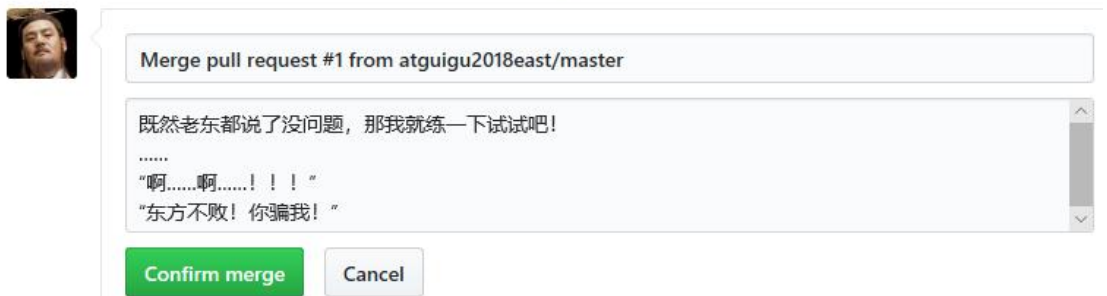 Merge pull request #1 from atguigu2018east/master
既然老东都说了没问题，那我就练一下试试吧！
......
“啊......啊......！！！”
“东方不败！你骗我！”
Confirm merge Cancel